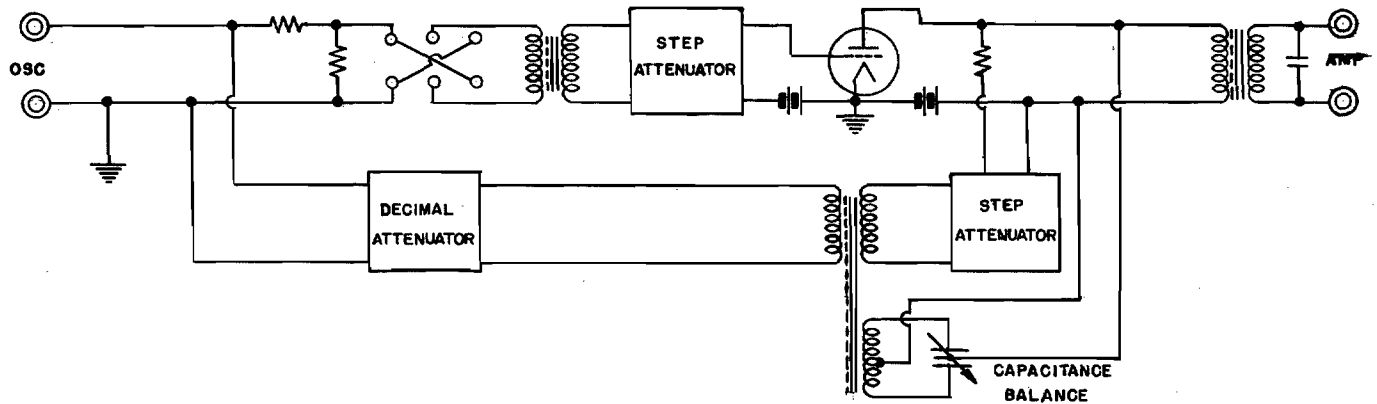 OSC
STEP
ATTENUATOR
AMP
DECIMAL
ATTENUATOR
STEP
ATTENUATOR
CAPACITANCE
BALANCE